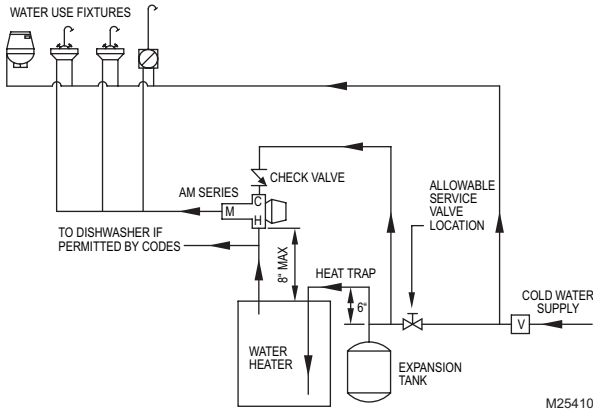 WATER USE FIXTURES
AM SERIES
CHECK VALVE
C
M
H
ALLOWABLE
SERVICE
VALVE
LOCATION
TO DISHWASHER IF
PERMITTED BY CODES
8" MAX
HEAT TRAP
6"
COLD WATER
SUPPLY
V
WATER
HEATER
EXPANSION
TANK
M25410